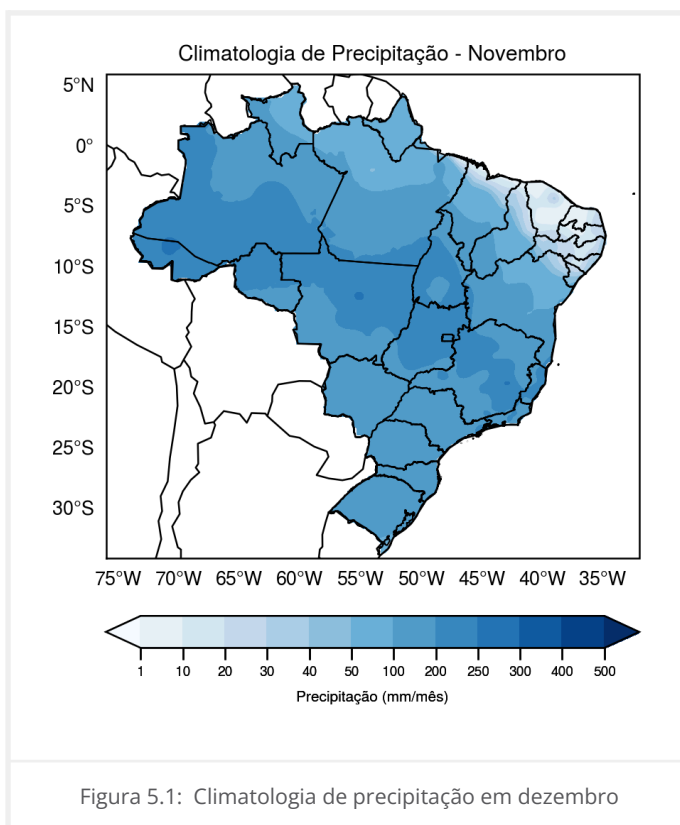 Climatologia de Precipitação - Novembro
5°N
0°
5°S
10°S
15°S
20°S
25°S
30°S
75°W 70°W 65°W 60°W 55°W 50°W 45°W 40°W 35°W
1 10 20 30 40 50 100 200 250 300 400 500
Precipitação (mm/mês)
Figura 5.1: Climatologia de precipitação em dezembro